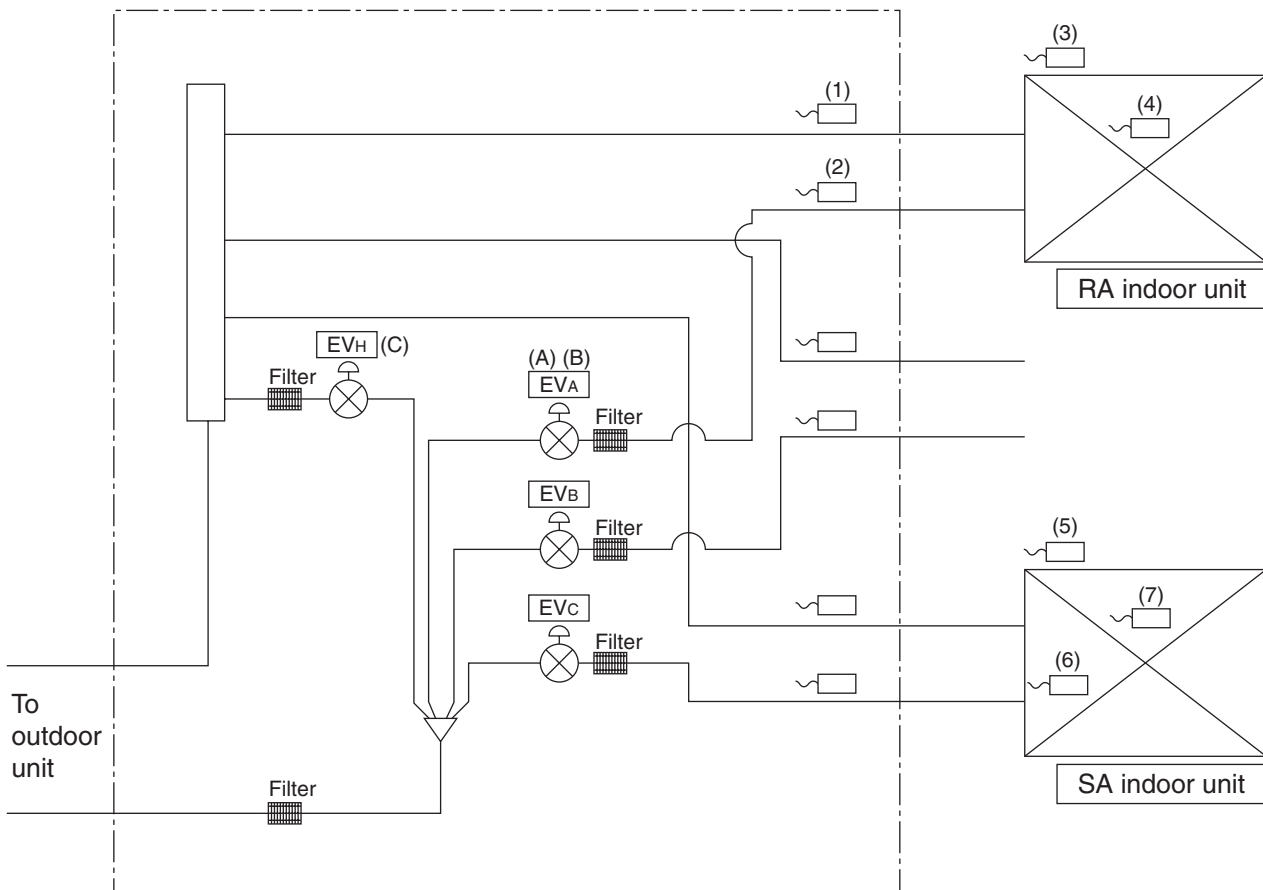 (3)
(1)
(4)
(2)
RA indoor unit
EVH (C)
(A) (B)
Filter
EVA
Filter
EVB
Filter
(5)
EVC
(7)
Filter
(6)
To
outdoor
unit
SA indoor unit
Filter